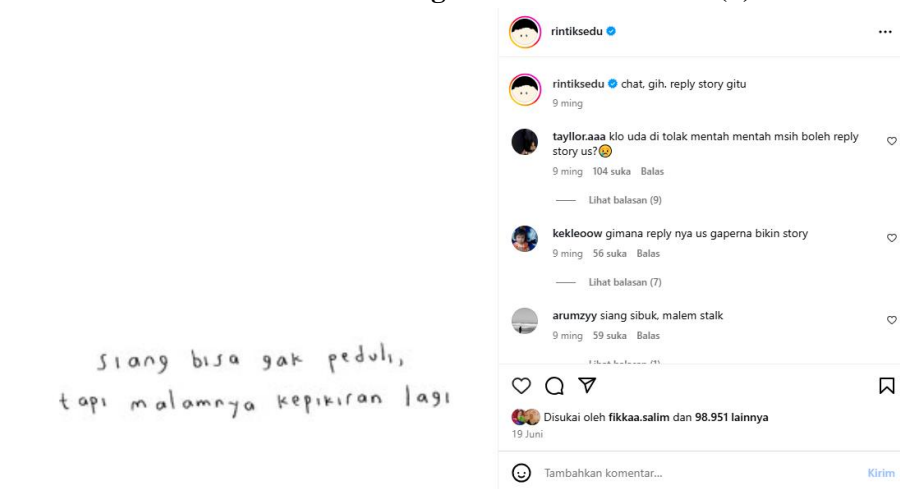 siang bisa gak peduli,
tapi malamnya kepikiran lagi
rintiksedu
rintiksedu chat, gih. reply story gitu
9 ming
tayllor.aaa klo uda di tolak mentah mentah msih boleh reply
story us?😥
9 ming 104 suka Balas
Lihat balasan (9)
kekleoow gimana reply nya us gaperna bikin story
9 ming 56 suka Balas
Lihat balasan (7)
arumzyy siang sibuk, malem stalk
9 ming 59 suka Balas
Lihat balasan (1)
Disukai oleh fikkaa.salim dan 98.951 lainnya
19 Juni
Tambahkan komentar...
Kirim